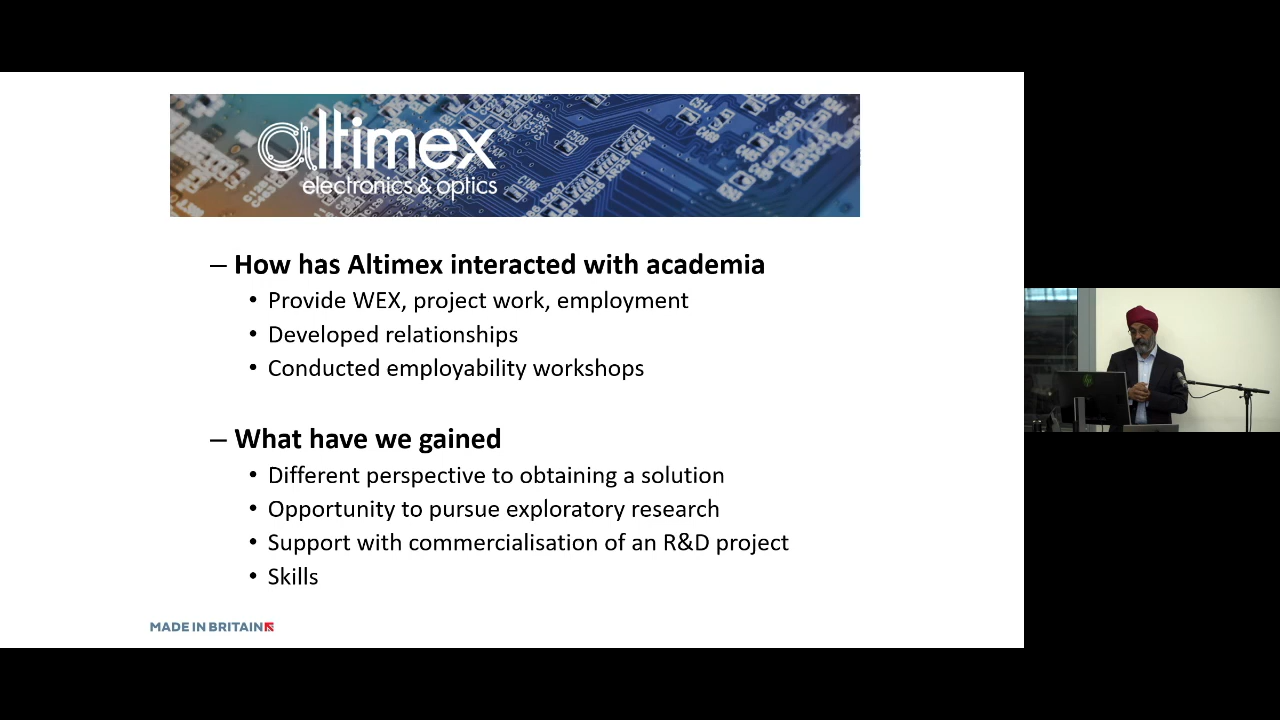 altimex
electronics & optics
– How has Altimex interacted with academia
• Provide WEX, project work, employment
• Developed relationships
• Conducted employability workshops
– What have we gained
• Different perspective to obtaining a solution
• Opportunity to pursue exploratory research
• Support with commercialisation of an R&D project
• Skills
MADE IN BRITAIN